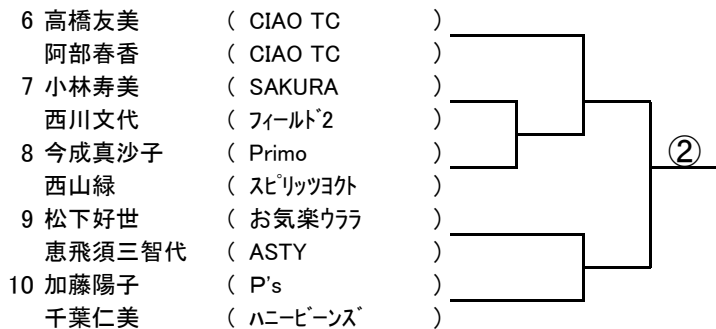 6 高橋友美 ( CIAO TC )
阿部春香 ( CIAO TC )
7 小林寿美 ( SAKURA )
西川文代 ( フィールド2 )
8 今成真沙子 ( Primo )
②
西山緑 ( スピリッツヨクト )
9 松下好世 ( お気楽ウララ )
恵飛須三智代 ( ASTY )
10 加藤陽子 ( P's )
千葉仁美 ( ハニービーンズ )